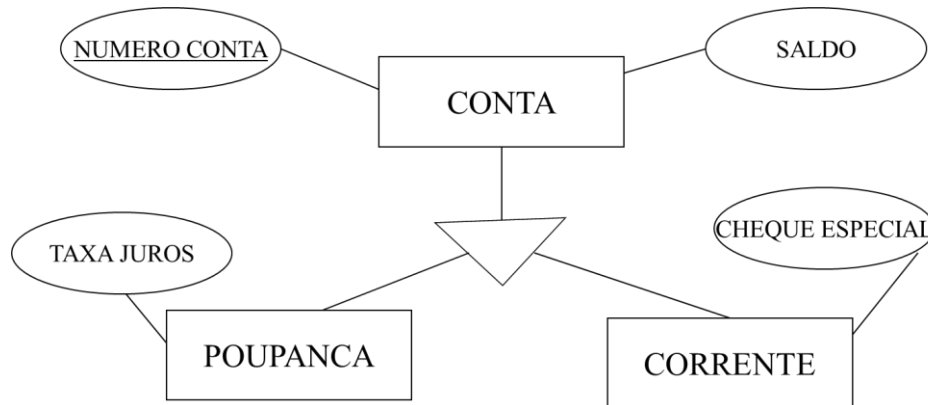 NUMERO CONTA
SALDO
CONTA
TAXA JUROS
CHEQUE ESPECIAL
POUPANCA
CORRENTE